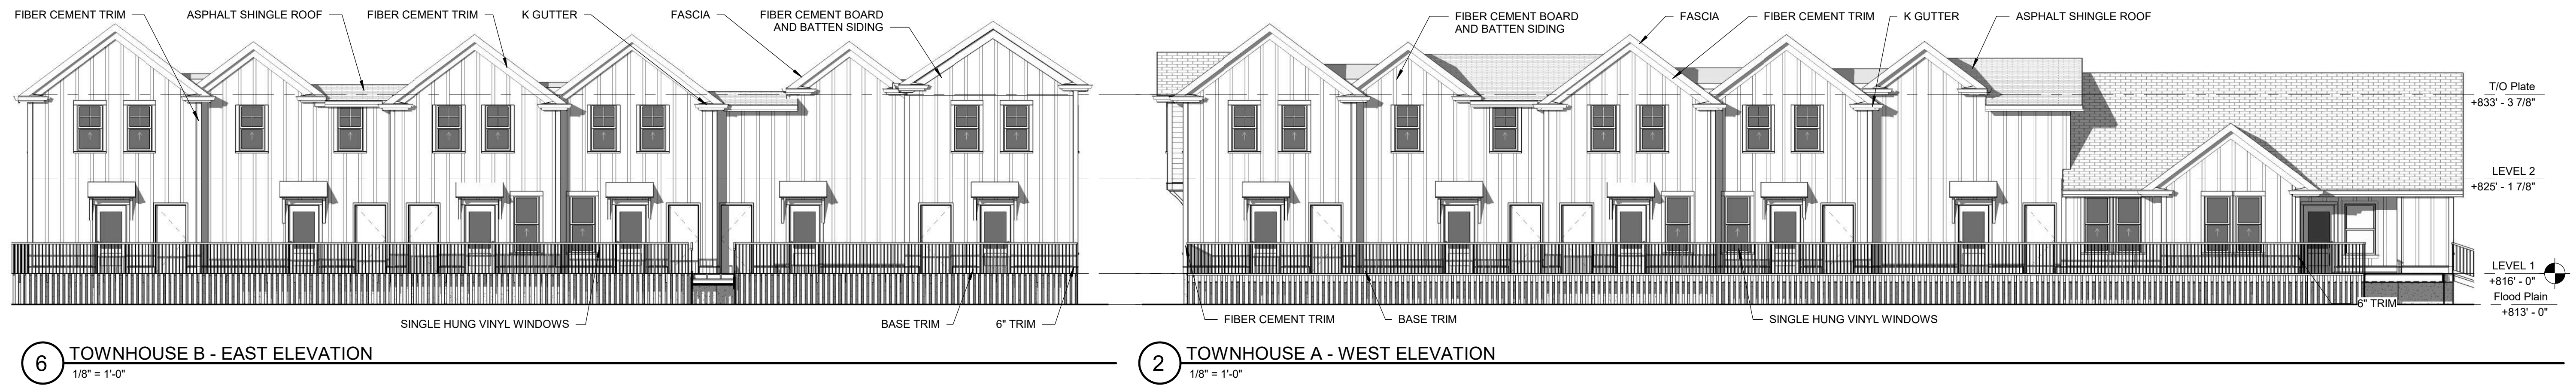 FIBER CEMENT TRIM
ASPHALT SHINGLE ROOF
FIBER CEMENT TRIM
K GUTTER
FASCIA
FIBER CEMENT BOARD
AND BATTEN SIDING
SINGLE HUNG VINYL WINDOWS
BASE TRIM
6" TRIM
6
TOWNHOUSE B - EAST ELEVATION
1/8" = 1'-0"
FIBER CEMENT BOARD
AND BATTEN SIDING
FASCIA
FIBER CEMENT TRIM
K GUTTER
ASPHALT SHINGLE ROOF
T/O Plate
+833' - 3 7/8"
LEVEL 2
+825' - 1 7/8"
LEVEL 1
+816' - 0"
Flood Plain
+813' - 0"
6" TRIM
FIBER CEMENT TRIM
BASE TRIM
SINGLE HUNG VINYL WINDOWS
2
TOWNHOUSE A - WEST ELEVATION
1/8" = 1'-0"